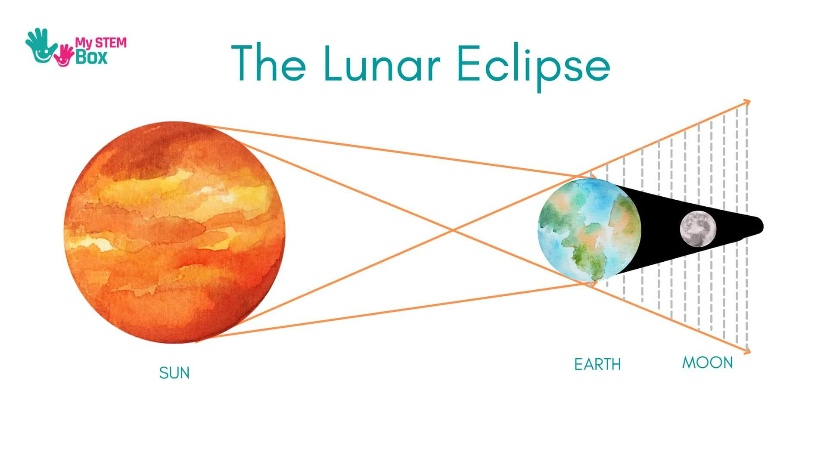 My STEM
Box
The Lunar Eclipse
SUN
EARTH
MOON